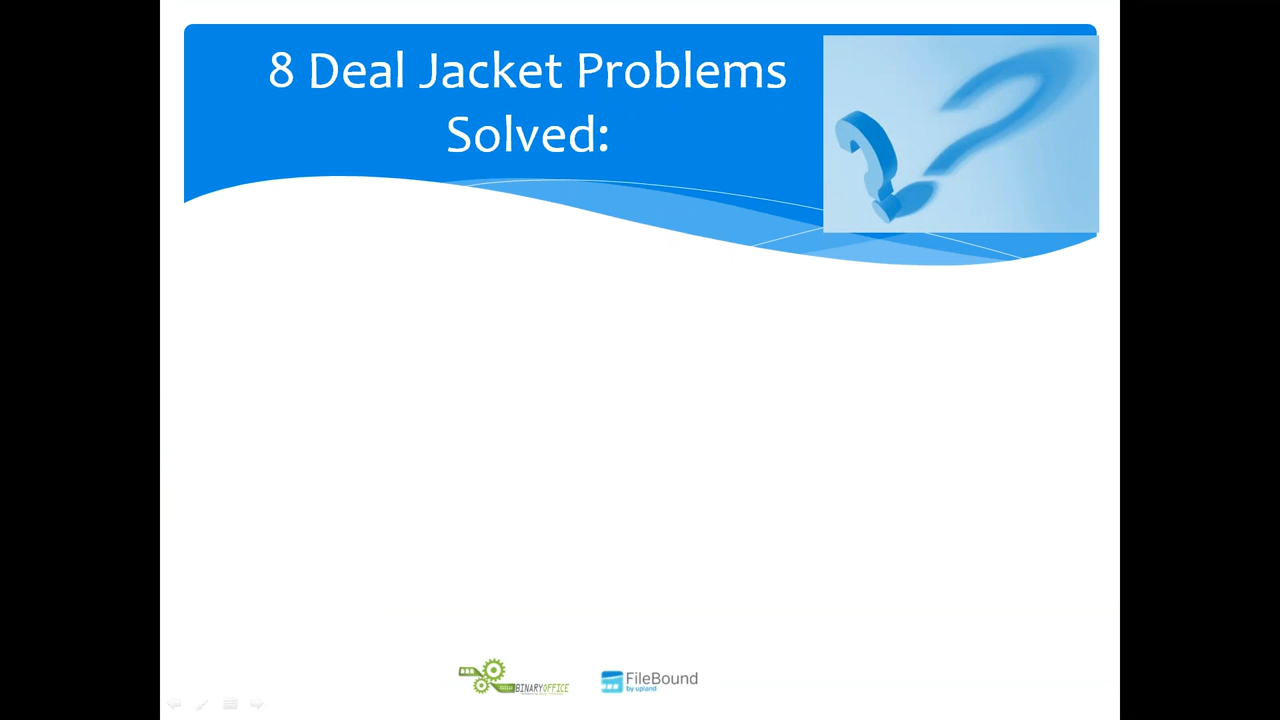 8 Deal Jacket Problems
Solved:
BINARYOFFICE
FileBound
by upland